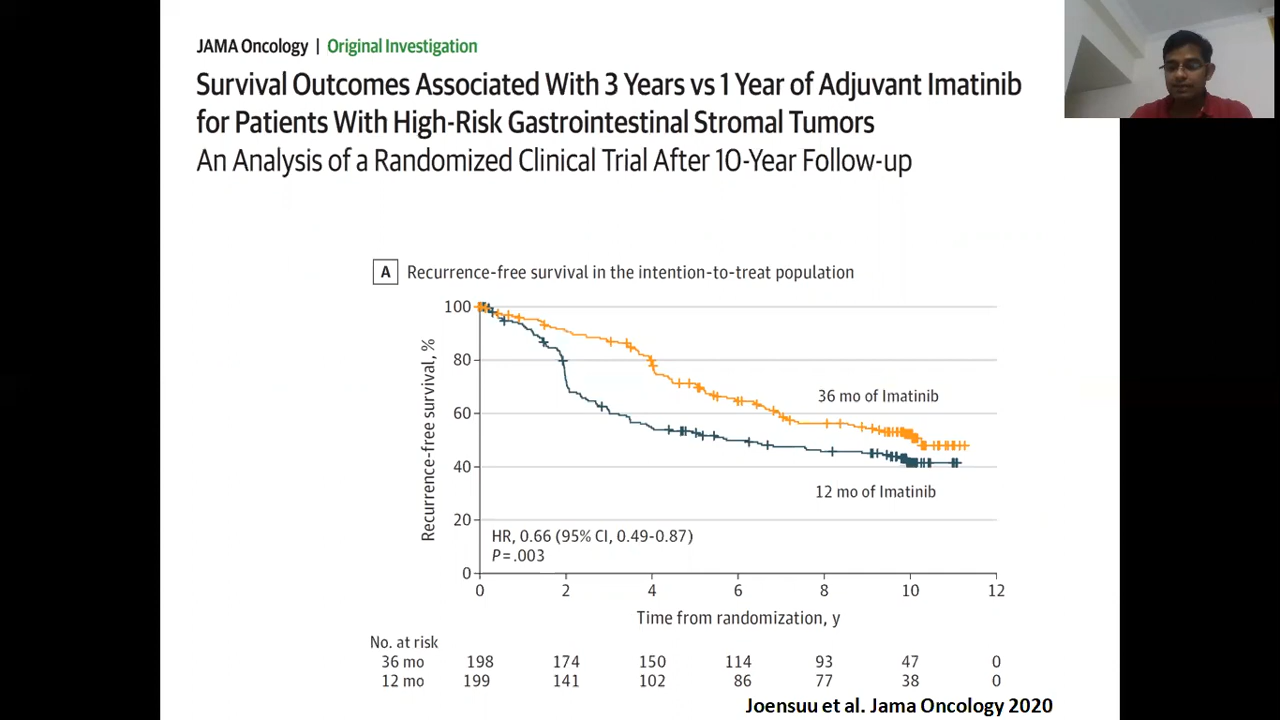 JAMA Oncology | Original Investigation
Survival Outcomes Associated With 3 Years vs 1 Year of Adjuvant Imatinib
for Patients With High-Risk Gastrointestinal Stromal Tumors
An Analysis of a Randomized Clinical Trial After 10-Year Follow-up
A Recurrence-free survival in the intention-to-treat population
100
80
60
40
20
0
Recurrence-free survival, %
36 mo of Imatinib
12 mo of Imatinib
HR, 0.66 (95% CI, 0.49-0.87)
P=.003
0 2 4 6 8 10 12
Time from randomization, y
No. at risk
36 mo 198 174 150 114 93 47 0
12 mo 199 141 102 86 77 38 0
Joensuu et al. Jama Oncology 2020